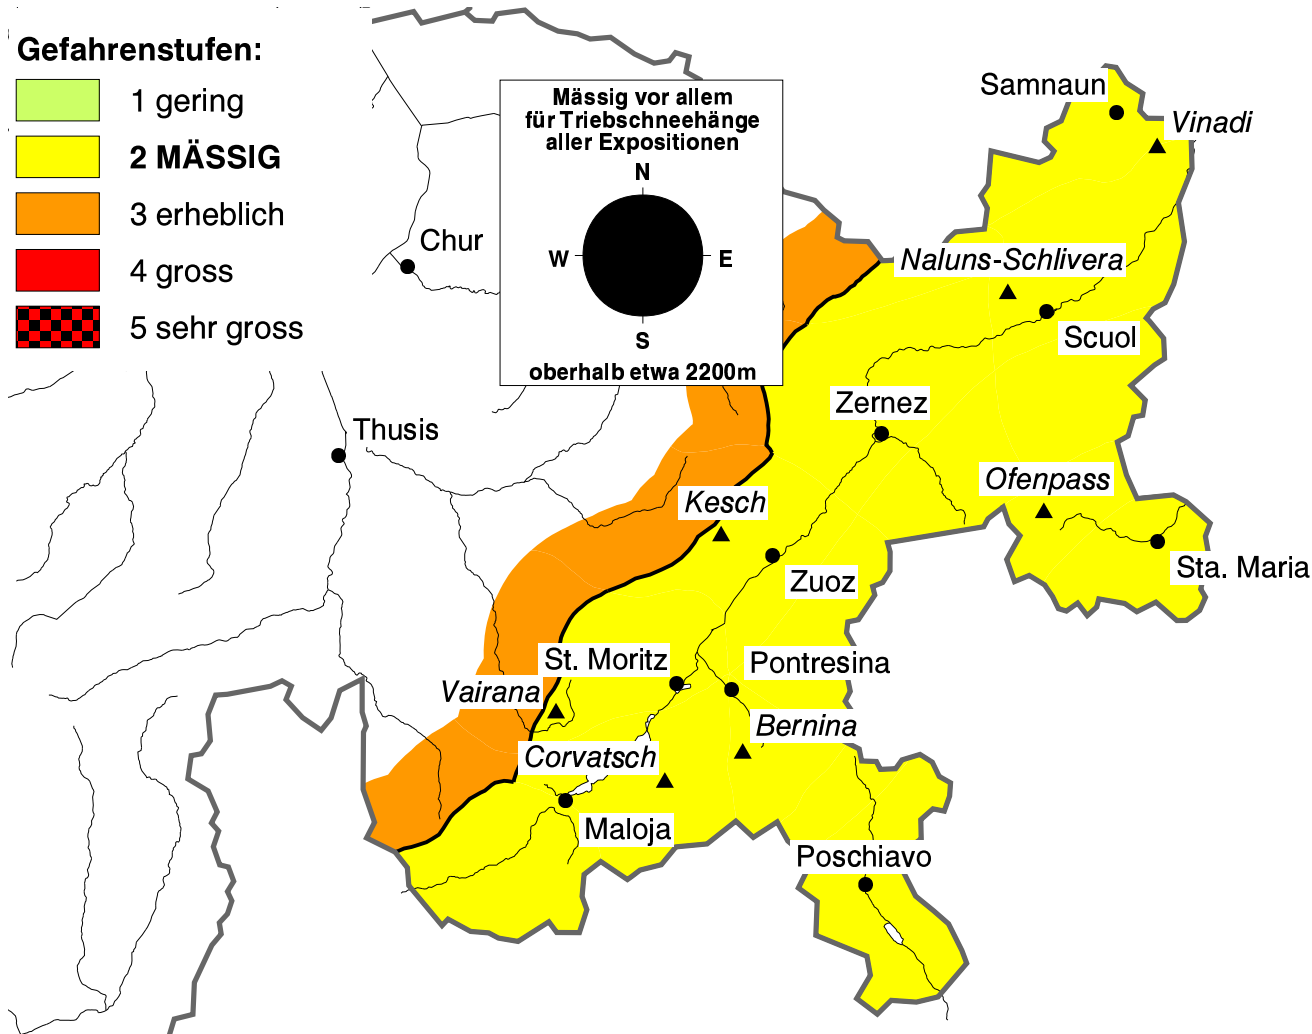 Gefahrenstufen:
1 gering
2 MÄSSIG
3 erheblich
4 gross
5 sehr gross
Mässig vor allem
für Triebschneehänge
aller Expositionen
N
W
E
S
oberhalb etwa 2200m
Samnaun
Vinadi
Chur
Naluns-Schlivera
Scuol
Zernez
Thusis
Ofenpass
Kesch
Sta. Maria
Zuoz
St. Moritz
Pontresina
Vairana
Bernina
Corvatsch
Maloja
Poschiavo